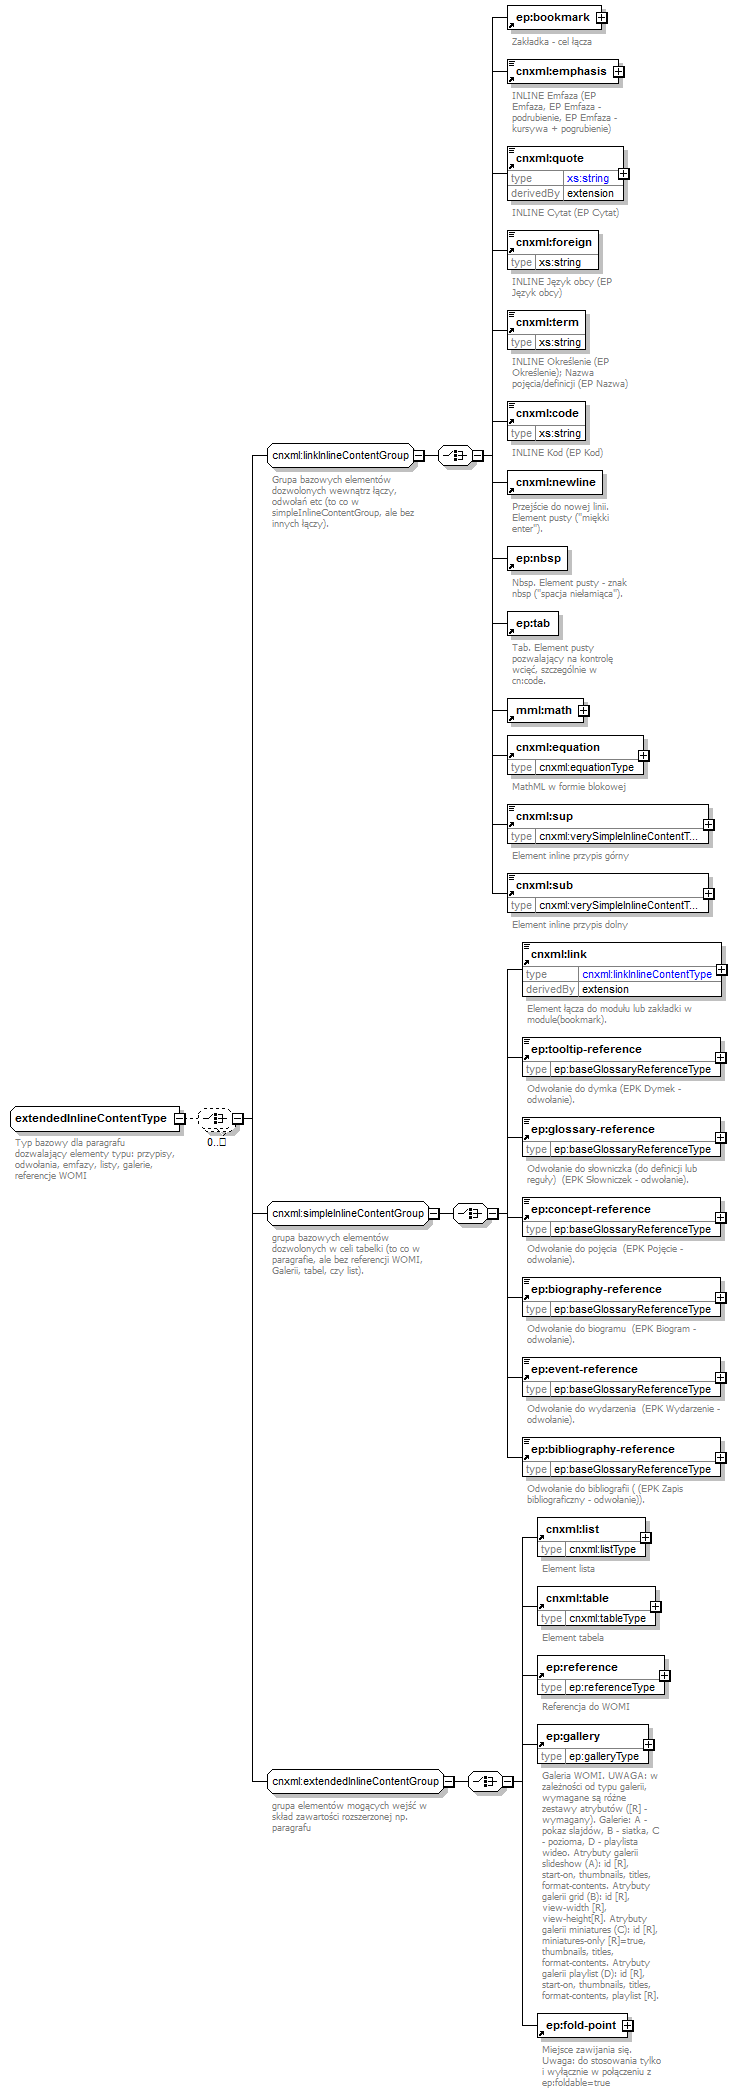 ep:bookmark
Zakładka - cel łącza
cnxml:emphasis
INLINE Emfaza (EP
Emfaza, EP Emfaza -
podrubienie, EP Emfaza -
kursywa + pogrubienie)
cnxml:quote
type xs:string
derivedBy extension
INLINE Cytat (EP Cytat)
cnxml:foreign
type xs:string
INLINE Język obcy (EP
Język obcy)
cnxml:term
type xs:string
INLINE Określenie (EP
Określenie); Nazwa
pojęcia/definicji (EP Nazwa)
cnxml:code
type xs:string
INLINE Kod (EP Kod)
cnxml:linkInlineContentGroup
Grupa bazowych elementów
dozwolonych wewnątrz łączy,
odwołań etc (to co w
simpleInlineContentGroup, ale bez
innych łączy).
cnxml:newline
Przejście do nowej linii.
Element pusty ("miękki
enter").
ep:nbsp
Nbsp. Element pusty - znak
nbsp ("spacja niełamiąca").
ep:tab
Tab. Element pusty
pozwalający na kontrolę
wcięć, szczególnie w
cn:code.
mml:math
cnxml:equation
type cnxml:equationType
MathML w formie blokowej
cnxml:sup
type cnxml:verySimpleInlineContentT...
Element inline przypis górny
cnxml:sub
type cnxml:verySimpleInlineContentT...
Element inline przypis dolny
cnxml:link
type cnxml:linkInlineContentType
derivedBy extension
Element łącza do modułu lub zakładki w
module(bookmark).
ep:tooltip-reference
type ep:baseGlossaryReferenceType
Odwołanie do dymka (EPK Dymek -
odwołanie).
extendedInlineContentType
0..
Typ bazowy dla paragrafu
dozwalający elementy typu: przypisy,
odwołania, emfazy, listy, galerie,
referencje WOMI
ep:glossary-reference
type ep:baseGlossaryReferenceType
Odwołanie do słowniczka (do definicji lub
reguły)  (EPK Słowniczek - odwołanie).
cnxml:simpleInlineContentGroup
grupa bazowych elementów
dozwolonych w celi tabelki (to co w
paragrafie, ale bez referencji WOMI,
Galerii, tabel, czy list).
ep:concept-reference
type ep:baseGlossaryReferenceType
Odwołanie do pojęcia  (EPK Pojęcie -
odwołanie).
ep:biography-reference
type ep:baseGlossaryReferenceType
Odwołanie do biogramu  (EPK Biogram -
odwołanie).
ep:event-reference
type ep:baseGlossaryReferenceType
Odwołanie do wydarzenia  (EPK Wydarzenie -
odwołanie).
ep:bibliography-reference
type ep:baseGlossaryReferenceType
Odwołanie do bibliografii ( (EPK Zapis
bibliograficzny - odwołanie)).
cnxml:list
type cnxml:listType
Element lista
cnxml:table
type cnxml:tableType
Element tabela
ep:reference
type ep:referenceType
Referencja do WOMI
ep:gallery
type ep:galleryType
cnxml:extendedInlineContentGroup
grupa elementów mogących wejść w
skład zawartości rozszerzonej np.
paragrafu
Galeria WOMI. UWAGA: w
zależności od typu galerii,
wymagane są różne
zestawy atrybutów ([R] -
wymagany). Galerie: A -
pokaz slajdów, B - siatka, C
- pozioma, D - playlista
wideo. Atrybuty galerii
slideshow (A): id [R],
start-on, thumbnails, titles,
format-contents. Atrybuty
galerii grid (B): id [R],
view-width [R],
view-height[R], Atrybuty
galerii miniatures (C): id [R],
miniatures-only [R]=true,
thumbnails, titles,
format-contents. Atrybuty
galerii playlist (D): id [R],
start-on, thumbnails, titles,
format-contents, playlist [R].
ep:fold-point
Miejsce zawijania się.
Uwaga: do stosowania tylko
i wyłącznie w połączeniu z
ep:foldable=true